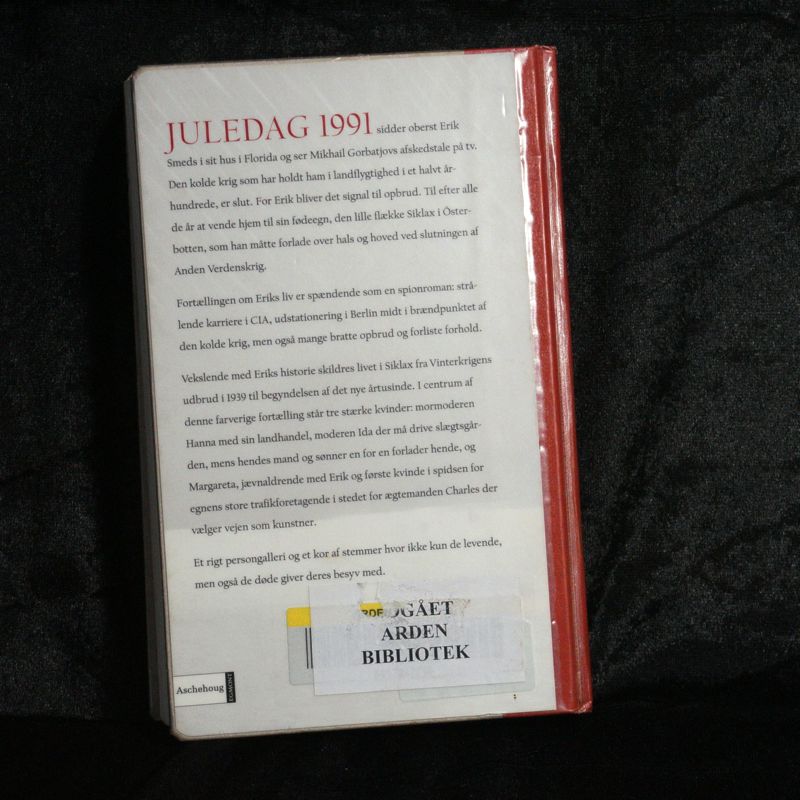 JULEDAG 1991 sidder oberst Erik
Smeds i sit hus i Florida og ser Mikhail Gorbatjovs afskedstale på tv.
Den kolde krig som har holdt ham i landflygtighed i et halvt år-
hundrede, er slut. For Erik bliver det signal til opbrud. Til efter alle
de år at vende hjem til sin fødeegn, den lille flække Siklax i Öster-
botten, som han måtte forlade over hals og hoved ved slutningen af
Anden Verdenskrig.
Fortællingen om Eriks liv er spændende som en spionroman: strå-
lende karriere i CIA, udstationering i Berlin midt i brændpunktet af
den kolde krig, men også mange bratte opbrud og forliste forhold.
Vekslende med Eriks historie skildres livet i Siklax fra Vinterkrigens
udbrud i 1939 til begyndelsen af det nye årtusinde. I centrum af
denne farverige fortælling står tre stærke kvinder: mormoderen
Hanna med sin landhandel, moderen Ida der må drive slægtsgår-
den, mens hendes mand og sønner en for en forlader hende, og
Margareta, jævnaldrende med Erik og første kvinde i spidsen for
egnens store trafikforetagende i stedet for ægtemanden Charles der
vælger vejen som kunstner.
Et rigt persongalleri og et kor af stemmer hvor ikke kun de levende,
men også de døde giver deres besyv med.
OGÅET
ARDEN
BIBLIOTEK
Aschehoug
EGMONT